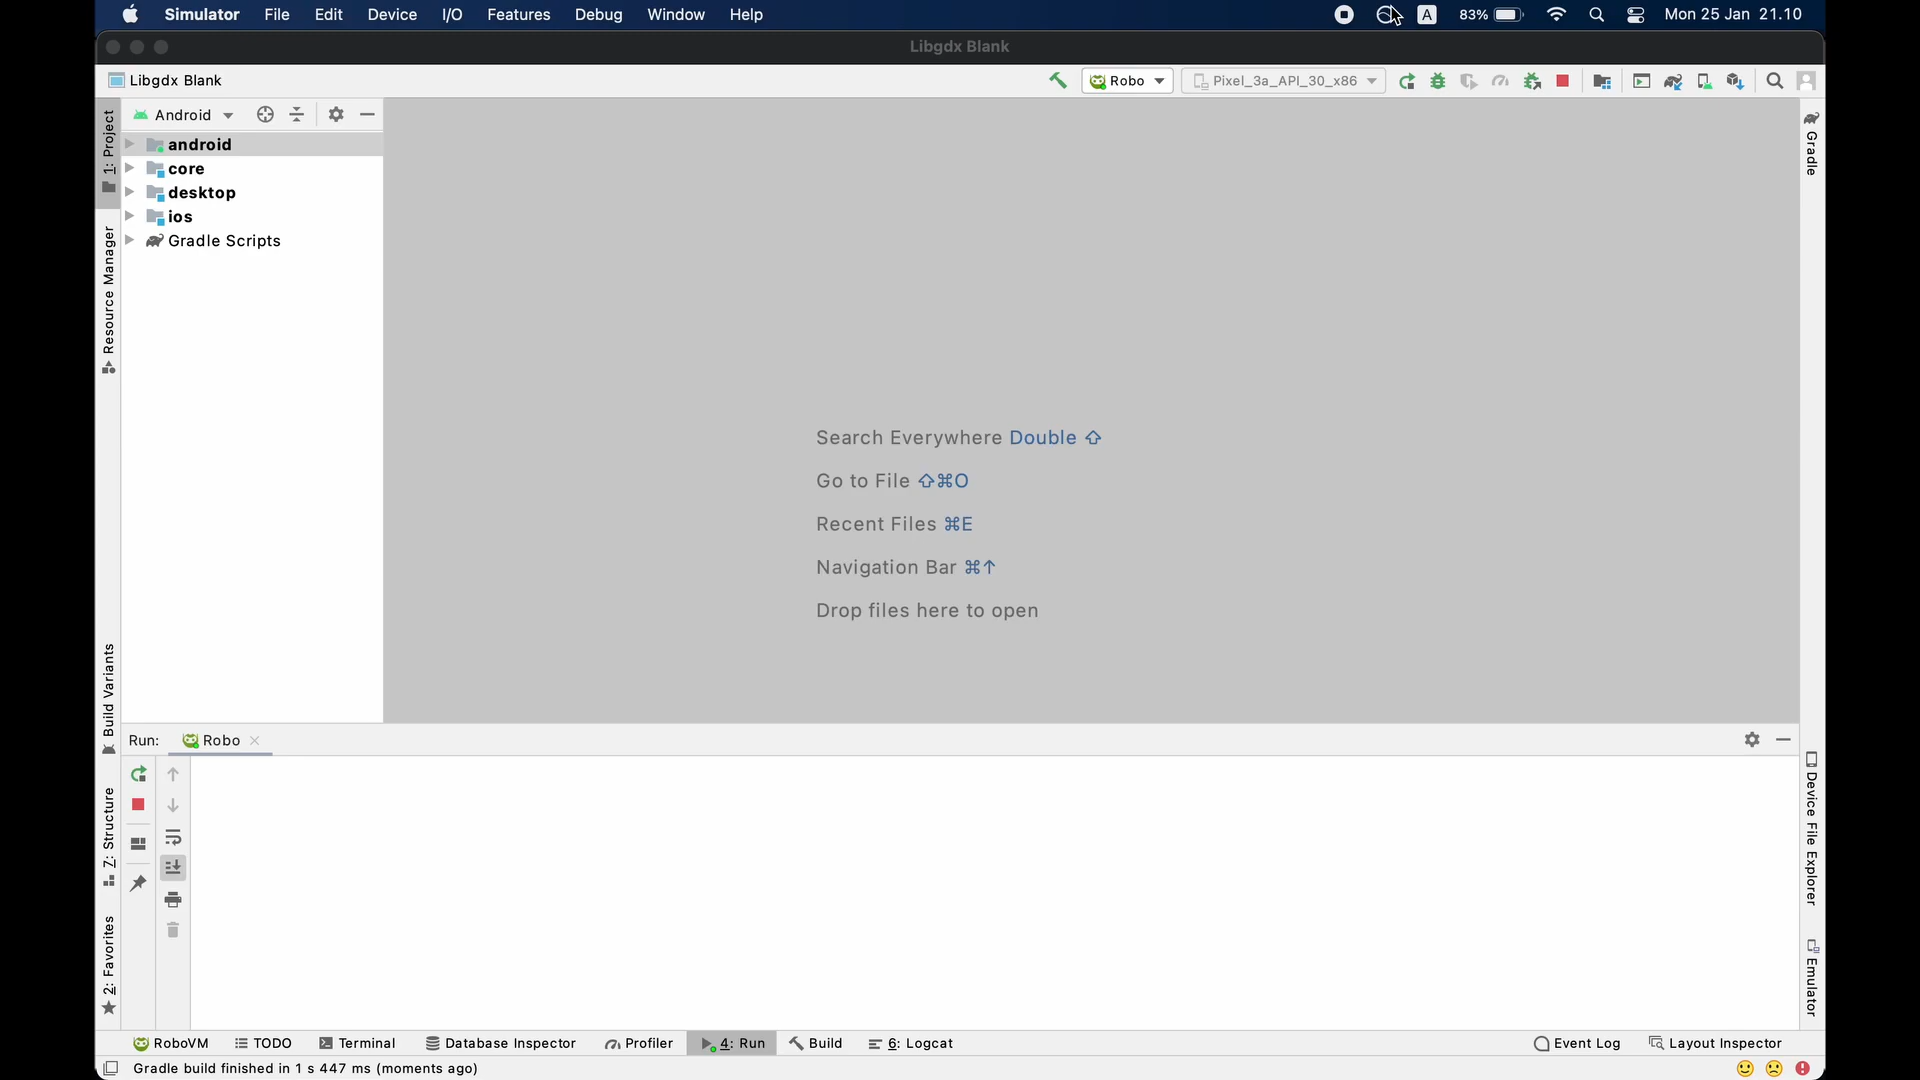 Simulator File Edit Device I/O Features Debug Window Help A 83% Mon 25 Jan 21.10
Libgdx Blank
Libgdx Blank Robo Pixel_3a_API_30_x86
Android
android
core
desktop
ios
Gradle Scripts
1: Project
Resource Manager
Build Variants
7: Structure
2: Favorites
Search Everywhere Double ⇧
Go to File ⇧⌘O
Recent Files ⌘E
Navigation Bar ⌘↑
Drop files here to open
Gradle
Device File Explorer
Emulator
Run: Robo
RoboVM TODO Terminal Database Inspector Profiler 4: Run Build 6: Logcat Event Log Layout Inspector
Gradle build finished in 1 s 447 ms (moments ago)